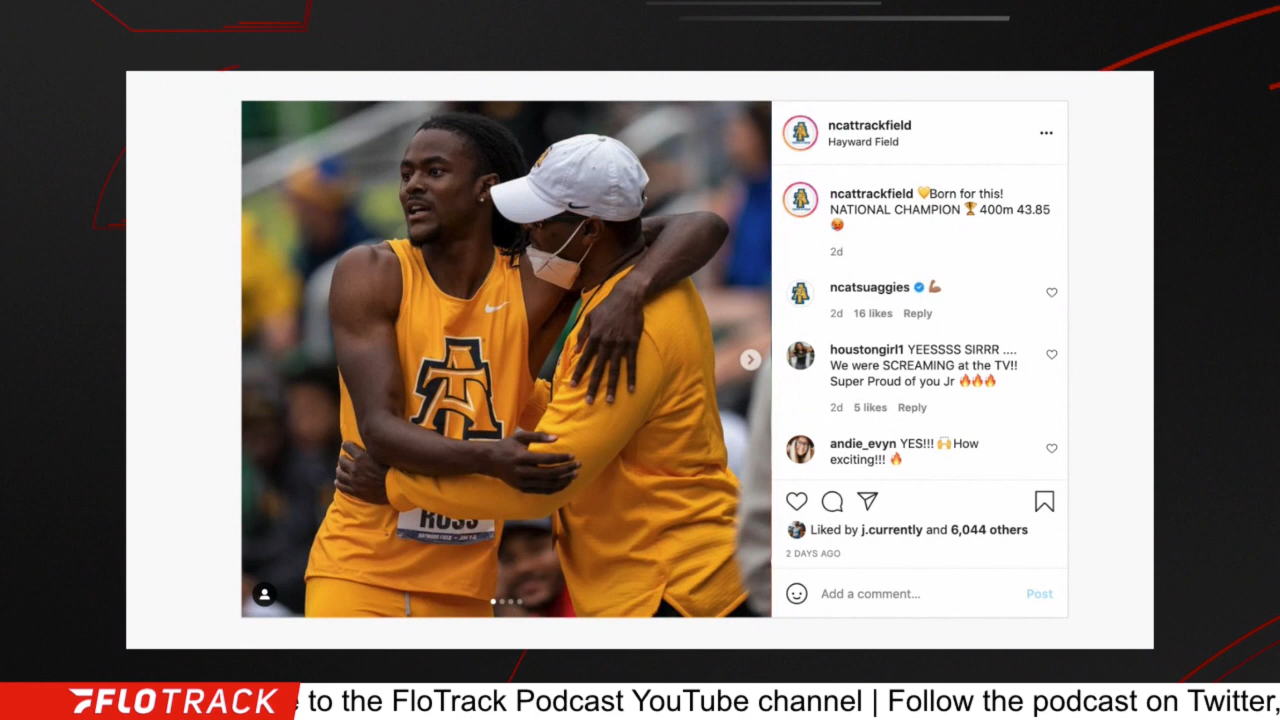 ncattrackfield
Hayward Field
ncattrackfield 💛Born for this!
NATIONAL CHAMPION 🏆400m 43.85
🥵
2d
ncatsuaggies 💪🏾
2d 16 likes Reply
houstongirl1 YEESSSS SIRRR ....
We were SCREAMING at the TV!!
Super Proud of you Jr 🔥🔥🔥
2d 5 likes Reply
andie_evyn YES!!! 🙌How
exciting!!! 🔥
Liked by j.currently and 6,044 others
2 DAYS AGO
Add a comment...
Post
AT
ROSS
FLOTRACK
to the FloTrack Podcast YouTube channel | Follow the podcast on Twitter,